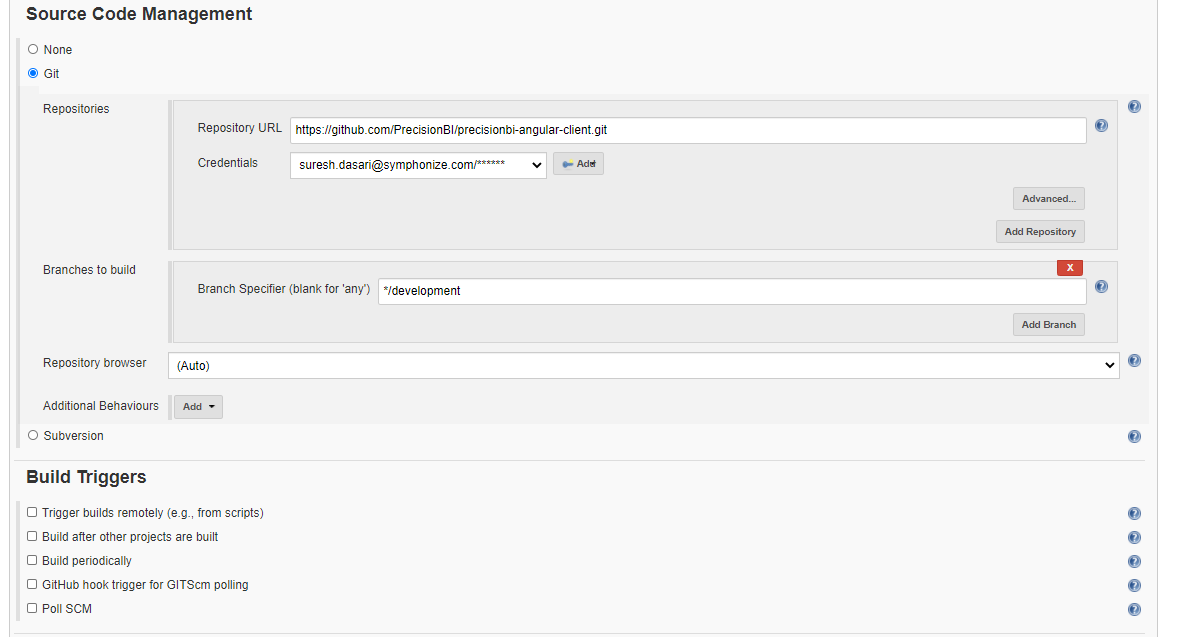 Source Code Management
None
Git
Repositories
Repository URL https://github.com/PrecisionBI/precisionbi-angular-client.git
Credentials suresh.dasari@symphonize.com/****** Add
Advanced...
Add Repository
Branches to build
X
Branch Specifier (blank for 'any') */development
Add Branch
Repository browser (Auto)
Additional Behaviours Add
Subversion
Build Triggers
Trigger builds remotely (e.g., from scripts)
Build after other projects are built
Build periodically
GitHub hook trigger for GITScm polling
Poll SCM